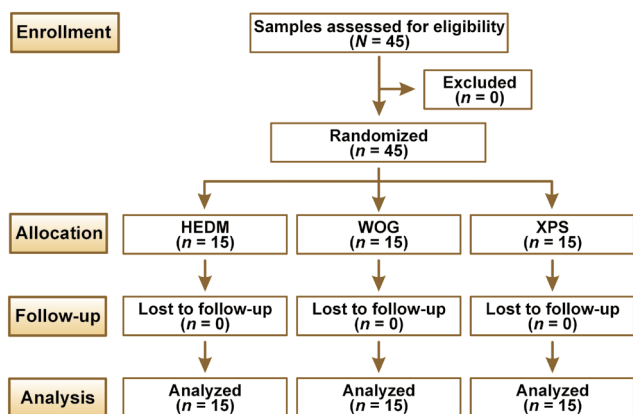 Enrollment
Samples assessed for eligibility
(N = 45)
Excluded
(n = 0)
Randomized
(n = 45)
Allocation
HEDM
(n = 15)
WOG
(n = 15)
XPS
(n = 15)
Follow-up
Lost to follow-up
(n = 0)
Lost to follow-up
(n = 0)
Lost to follow-up
(n = 0)
Analysis
Analyzed
(n = 15)
Analyzed
(n = 15)
Analyzed
(n = 15)